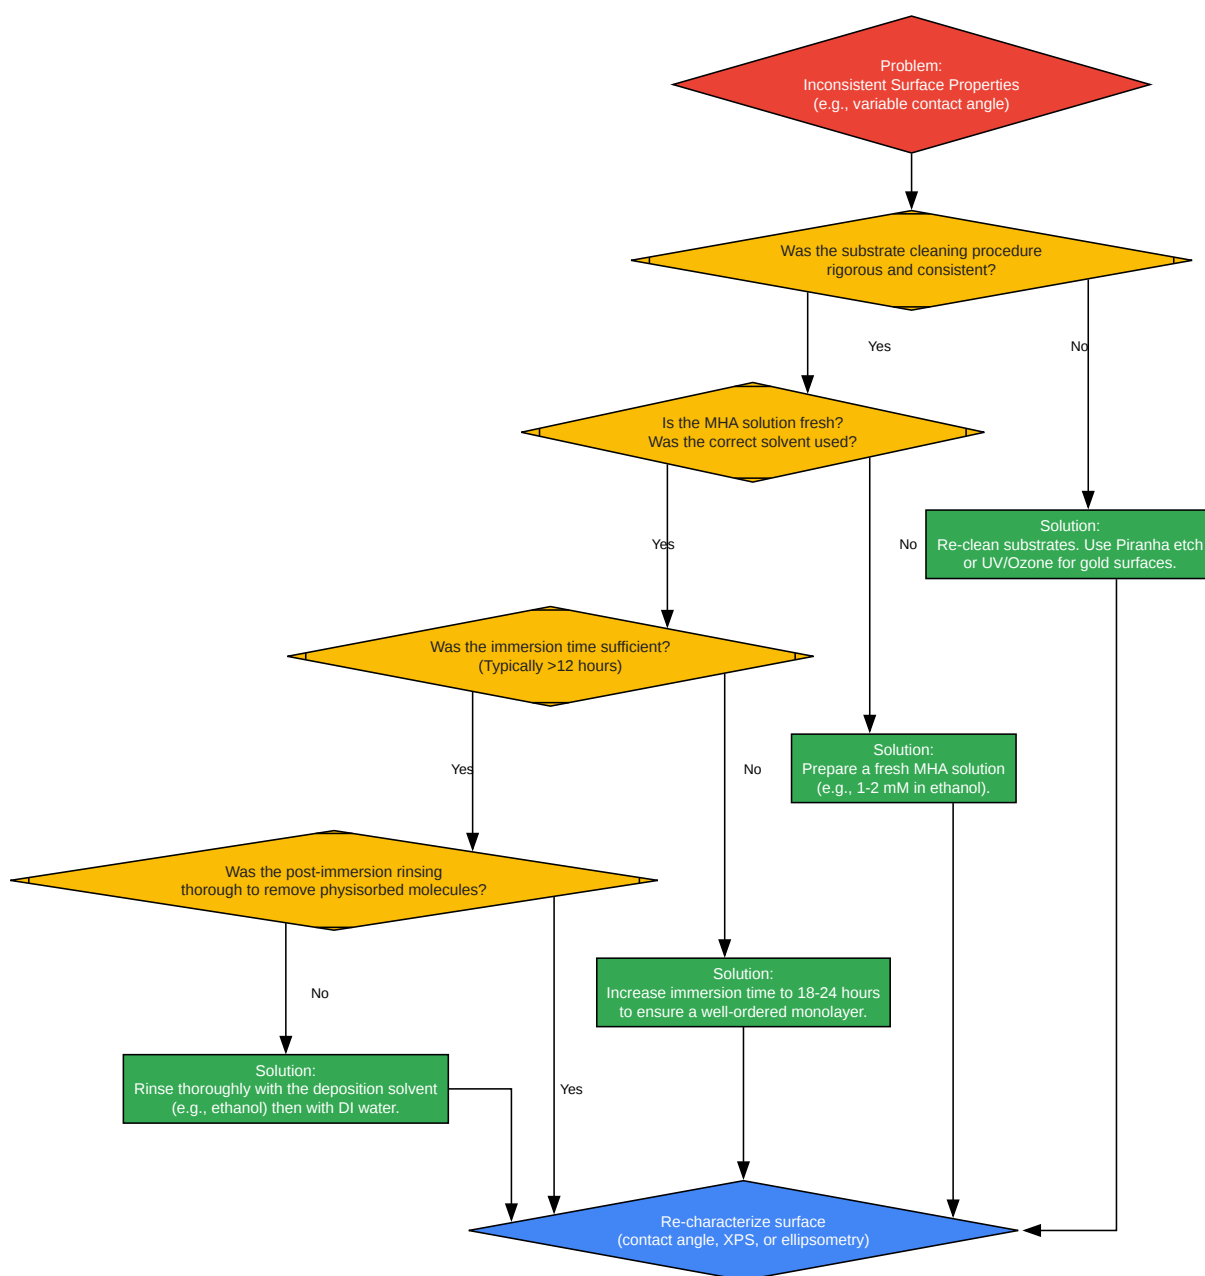 Problem:
Inconsistent Surface Properties
(e.g., variable contact angle)
Was the substrate cleaning procedure
rigorous and consistent?
Yes
No
Is the MHA solution fresh?
Was the correct solvent used?
Yes
No
Solution:
Re-clean substrates. Use Piranha etch
or UV/Ozone for gold surfaces.
Was the immersion time sufficient?
(Typically >12 hours)
Yes
No
Solution:
Prepare a fresh MHA solution
(e.g., 1-2 mM in ethanol).
Was the post-immersion rinsing
thorough to remove physisorbed molecules?
No
Solution:
Increase immersion time to 18-24 hours
to ensure a well-ordered monolayer.
Solution:
Rinse thoroughly with the deposition solvent
(e.g., ethanol) then with DI water.
Yes
Re-characterize surface
(contact angle, XPS, or ellipsometry)